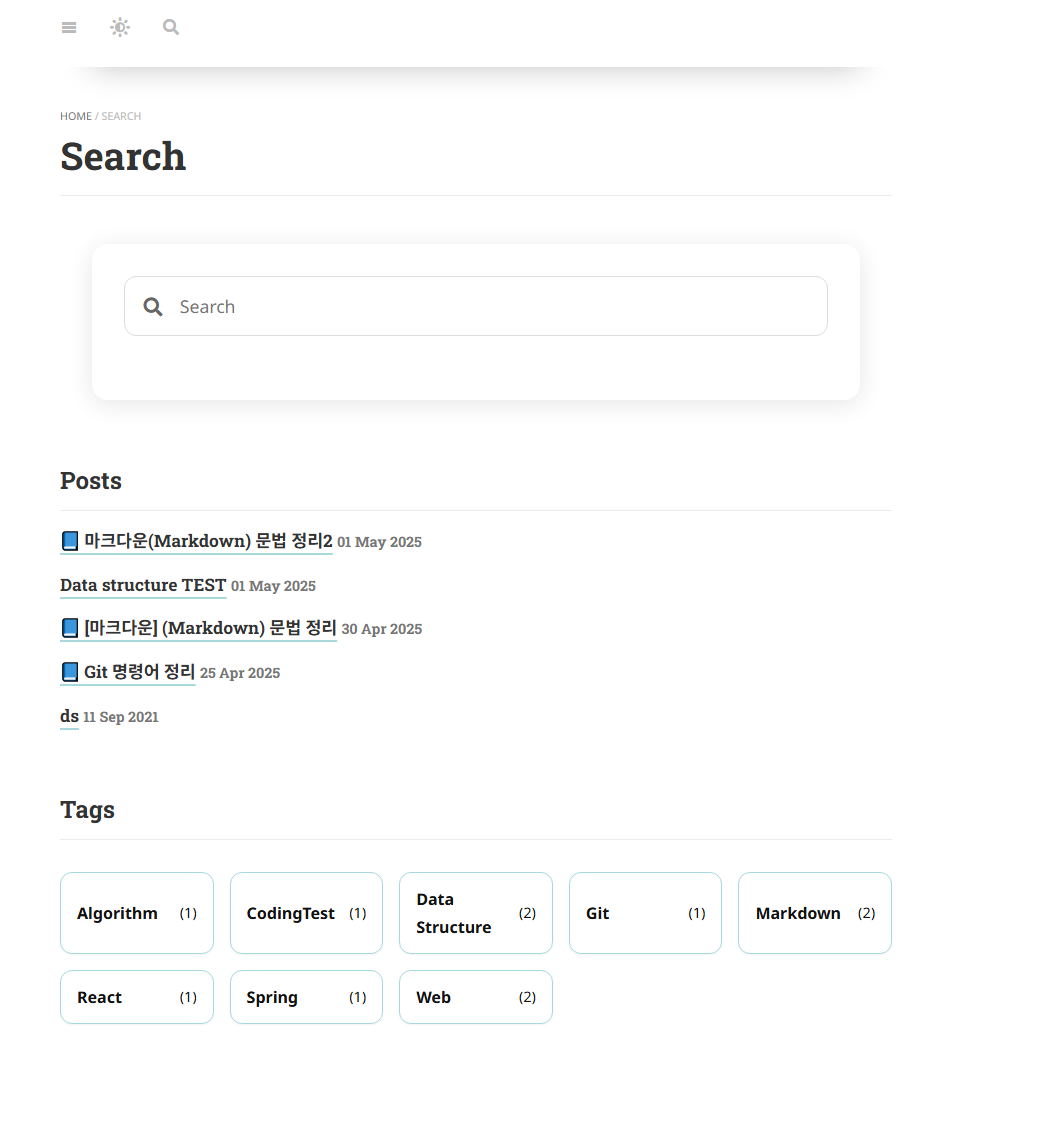 HOME / SEARCH
Search
Search
Posts
📘 마크다운(Markdown) 문법 정리2 01 May 2025
Data structure TEST 01 May 2025
📘 [마크다운] (Markdown) 문법 정리 30 Apr 2025
📘 Git 명령어 정리 25 Apr 2025
ds 11 Sep 2021
Tags
Algorithm (1) CodingTest (1) Data Structure (2) Git (1) Markdown (2)
React (1) Spring (1) Web (2)